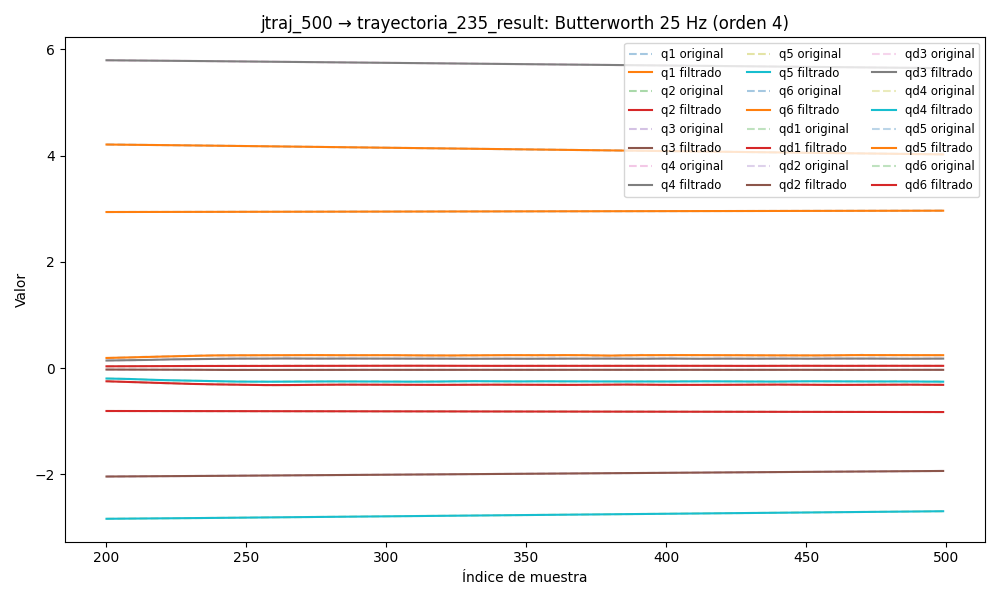 jtraj_500 → trayectoria_235_result: Butterworth 25 Hz (orden 4)
q1 original
q1 filtrado
q2 original
q2 filtrado
q3 original
q3 filtrado
q4 original
q4 filtrado
q5 original
q5 filtrado
q6 original
q6 filtrado
qd1 original
qd1 filtrado
qd2 original
qd2 filtrado
qd3 original
qd3 filtrado
qd4 original
qd4 filtrado
qd5 original
qd5 filtrado
qd6 original
qd6 filtrado
Valor
6
4
2
0
−2
200
250
300
350
400
450
500
Índice de muestra